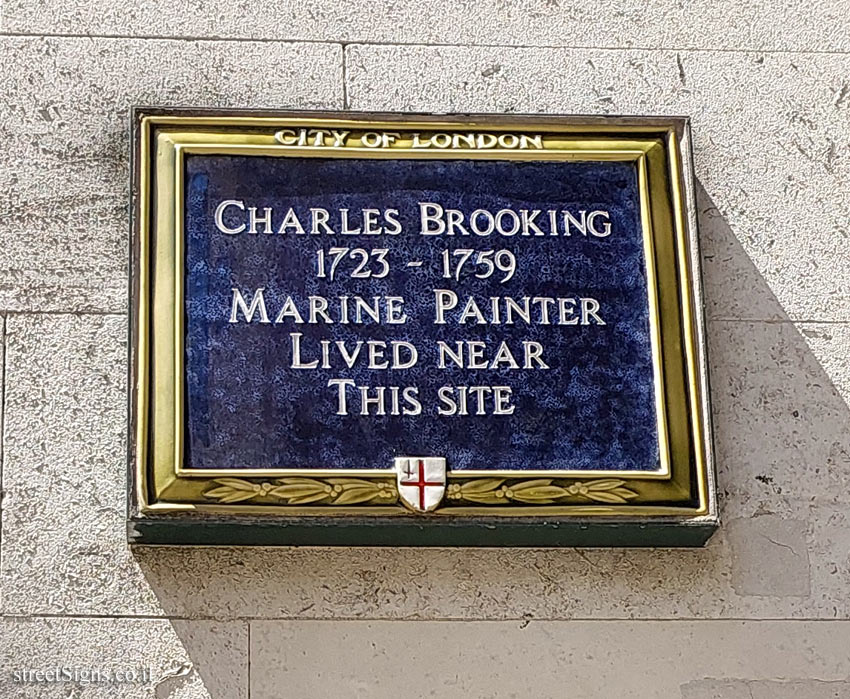 CITY OF LONDON
CHARLES BROOKING
1723 - 1759
MARINE PAINTER
LIVED NEAR
THIS SITE
streetSigns.co.il